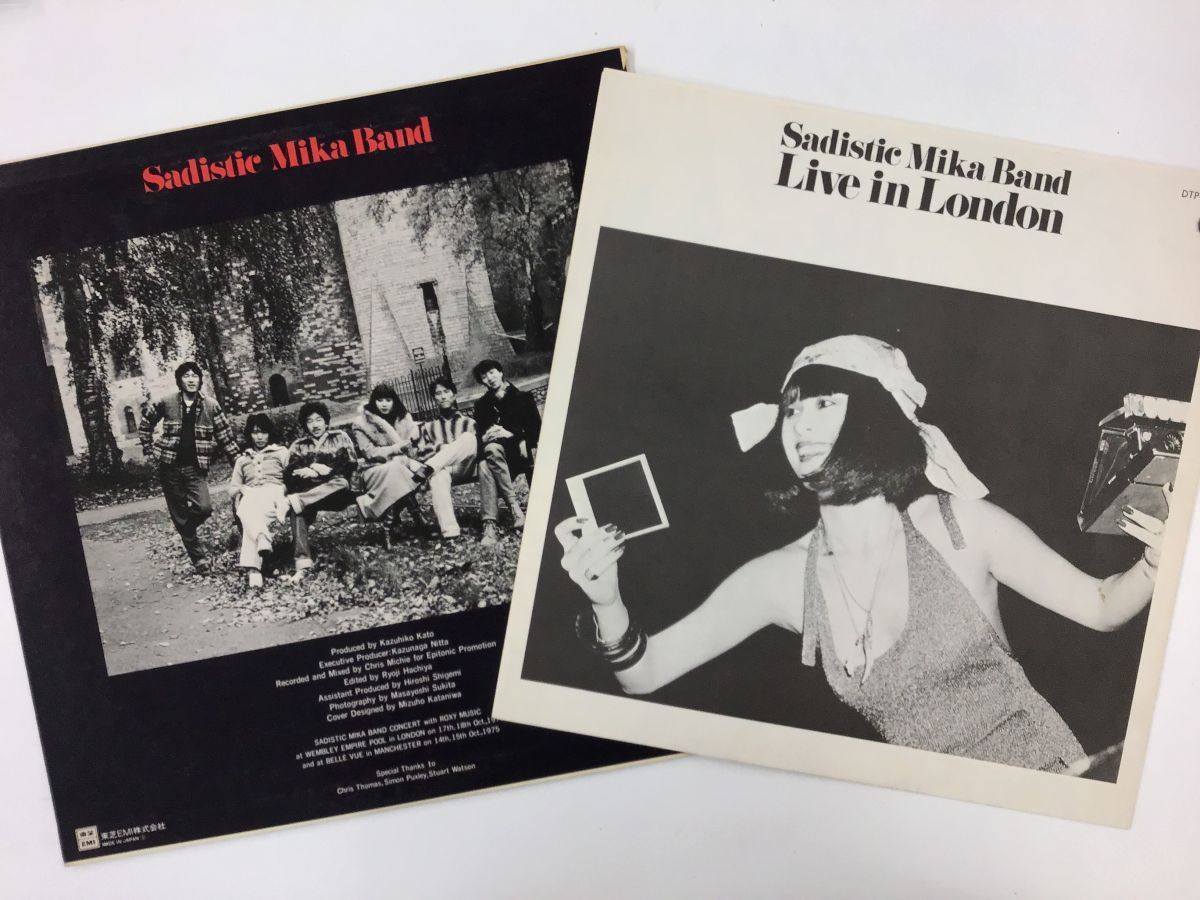 Sadistic Mika Band
Produced by Kazuhiko Kato
Executive Producer: Kazunaga Nitta
Recorded and Mixed by Chris Michie for Epitonic Promotion
Edited by Ryoji Hachiya
Assistant Produced by Hiroshi Shigemi
Photography by Masayoshi Sukita
Cover Designed by Mizuho Kataniwa
SADISTIC MIKA BAND CONCERT with ROXY MUSIC
at WEMBLEY EMPIRE POOL in LONDON on 17th, 18th Oct.,
and at BELLE VUE in MANCHESTER on 14th, 15th Oct., 1975
Special Thanks to
Chris Thomas, Simon Puxley, Stuart Watson
東芝
EMI
東芝EMI株式会社
MADE IN JAPAN
Sadistic Mika Band
Live in London
DTP